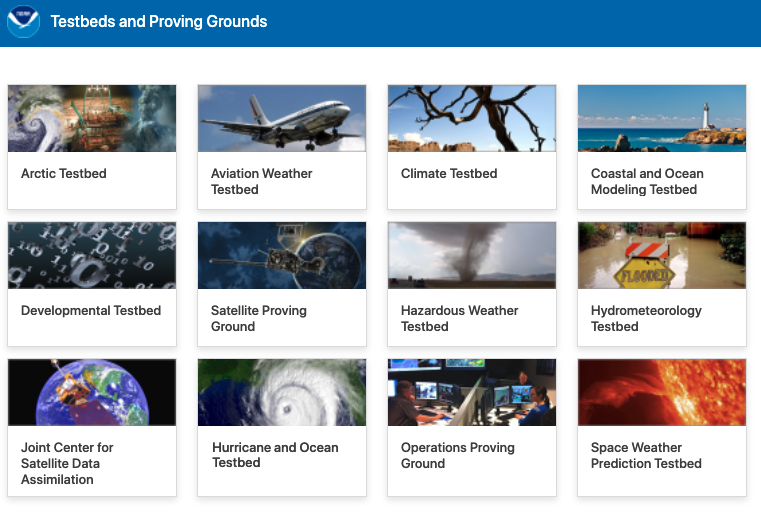 NOAA
Testbeds and Proving Grounds
Arctic Testbed
Aviation Weather
Testbed
Climate Testbed
Coastal and Ocean
Modeling Testbed
Developmental Testbed
Satellite Proving
Ground
Hazardous Weather
Testbed
FLOODED
Hydrometeorology
Testbed
Joint Center for
Satellite Data
Assimilation
Hurricane and Ocean
Testbed
Operations Proving
Ground
Space Weather
Prediction Testbed